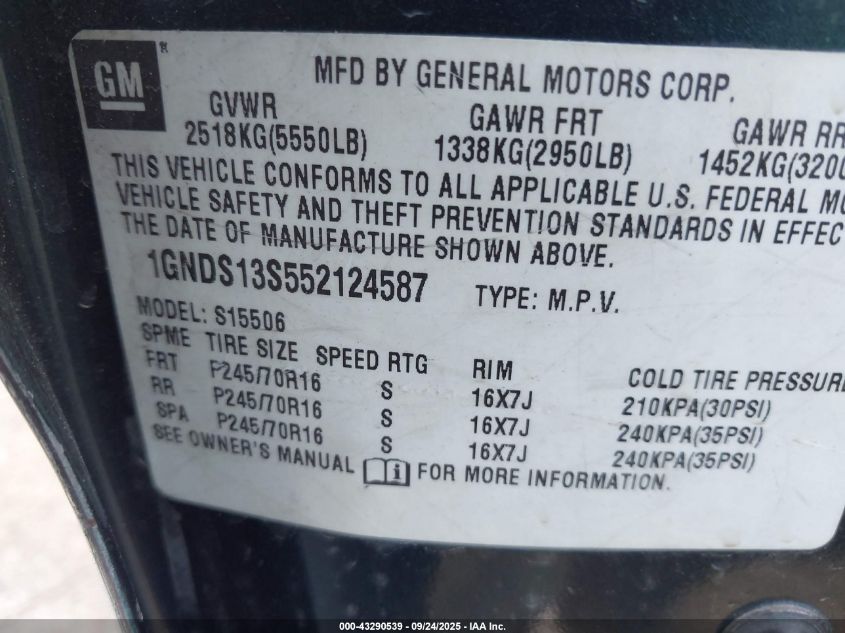 GM
MFD BY GENERAL MOTORS CORP.
GVWR GAWR FRT GAWR RR
2518KG(5550LB) 1338KG(2950LB) 1452KG(320
THIS VEHICLE CONFORMS TO ALL APPLICABLE U.S. FEDERAL MO
VEHICLE SAFETY AND THEFT PREVENTION STANDARDS IN EFFEC
THE DATE OF MANUFACTURE SHOWN ABOVE.
1GNDS13S552124587 TYPE: M.P.V.
MODEL: S15506
SPME TIRE SIZE SPEED RTG RIM COLD TIRE PRESSURE
FRT P245/70R16 S 16X7J 210KPA(30PSI)
RR P245/70R16 S 16X7J 240KPA(35PSI)
SPA P245/70R16 S 16X7J 240KPA(35PSI)
SEE OWNER'S MANUAL i FOR MORE INFORMATION.
000-43290539 - 09/24/2025 - IAA Inc.